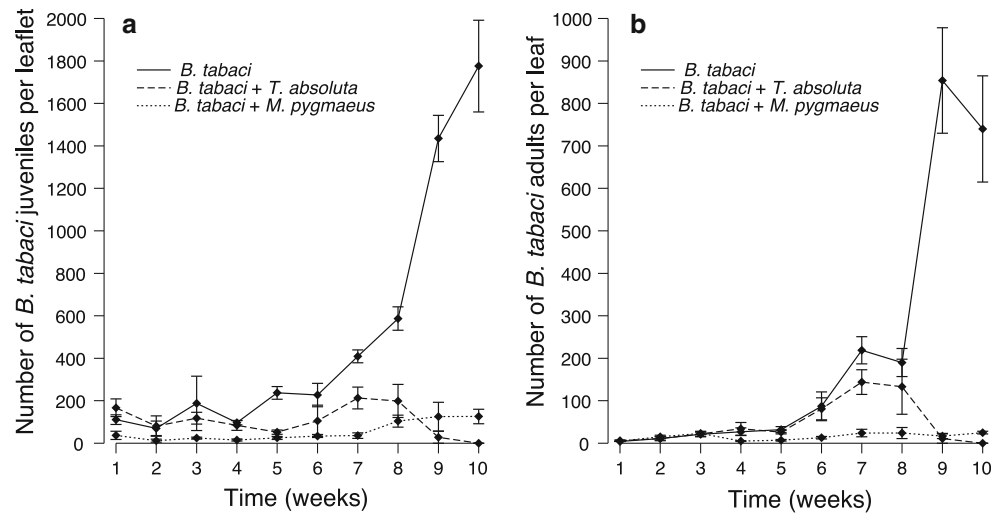 a
Number of B. tabaci juveniles per leaflet
2000
1800
1600
1400
1200
1000
800
600
400
200
0
B. tabaci
B. tabaci + T. absoluta
B. tabaci + M. pygmaeus
1 2 3 4 5 6 7 8 9 10
Time (weeks)
b
Number of B. tabaci adults per leaf
1000
900
800
700
600
500
400
300
200
100
0
B. tabaci
B. tabaci + T. absoluta
B. tabaci + M. pygmaeus
1 2 3 4 5 6 7 8 9 10
Time (weeks)